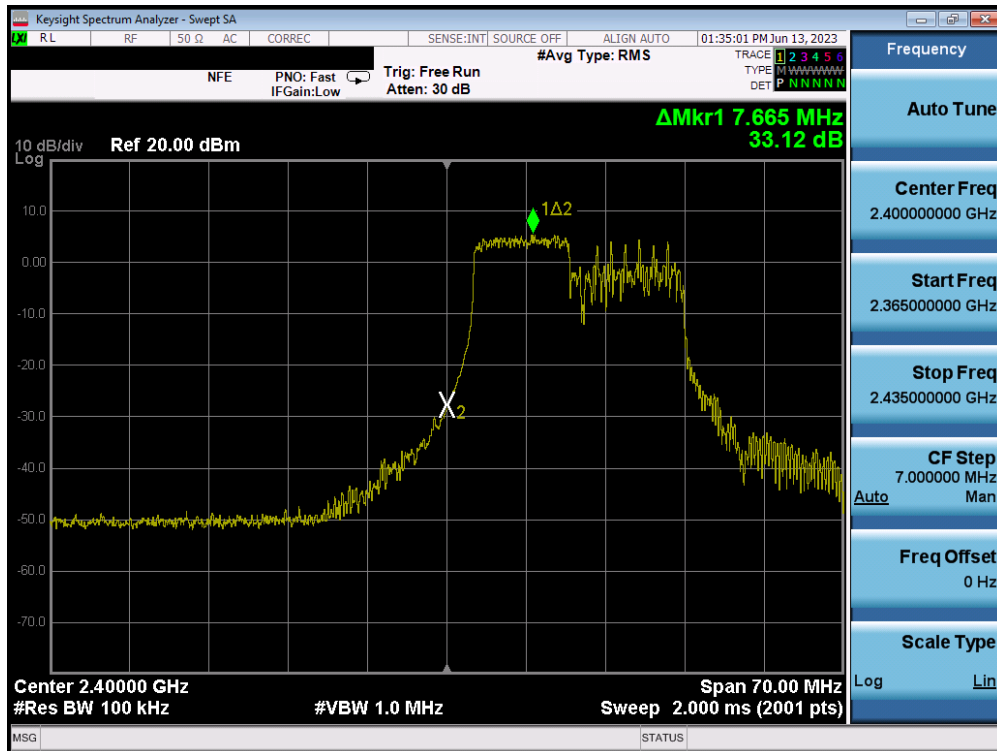 Keysight Spectrum Analyzer - Swept SA
LXI RL RF 50 Ω AC CORREC SENSE:INT SOURCE OFF ALIGN AUTO 01:35:01 PM Jun 13, 2023
#Avg Type: RMS
TRACE 1 2 3 4 5 6
TYPE M W W W W W
DET P N N N N N
NFE PNO: Fast Trig: Free Run
IFGain:Low Atten: 30 dB
ΔMkr1 7.665 MHz
33.12 dB
10 dB/div Ref 20.00 dBm
Log
10.0
0.00
-10.0
-20.0
-30.0
-40.0
-50.0
-60.0
-70.0
1Δ2
X2
Center 2.40000 GHz Span 70.00 MHz
#Res BW 100 kHz #VBW 1.0 MHz Sweep 2.000 ms (2001 pts)
MSG STATUS
Frequency
Auto Tune
Center Freq
2.400000000 GHz
Start Freq
2.365000000 GHz
Stop Freq
2.435000000 GHz
CF Step
7.000000 MHz
Auto Man
Freq Offset
0 Hz
Scale Type
Log Lin